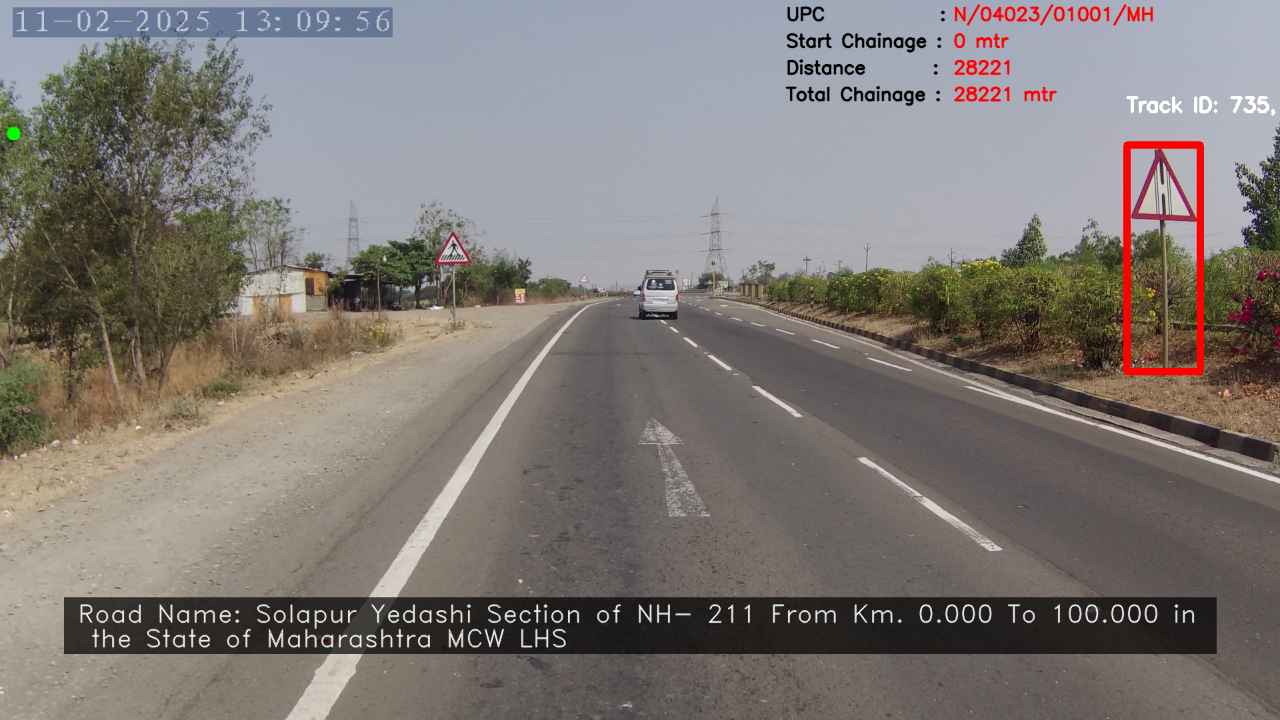 11-02-2025 13:09:56
UPC : N/04023/01001/MH
Start Chainage : 0 mtr
Distance : 28221
Total Chainage : 28221 mtr
Track ID: 735,
Road Name: Solapur Yedashi Section of NH- 211 From Km. 0.000 To 100.000 in
the State of Maharashtra MCW LHS